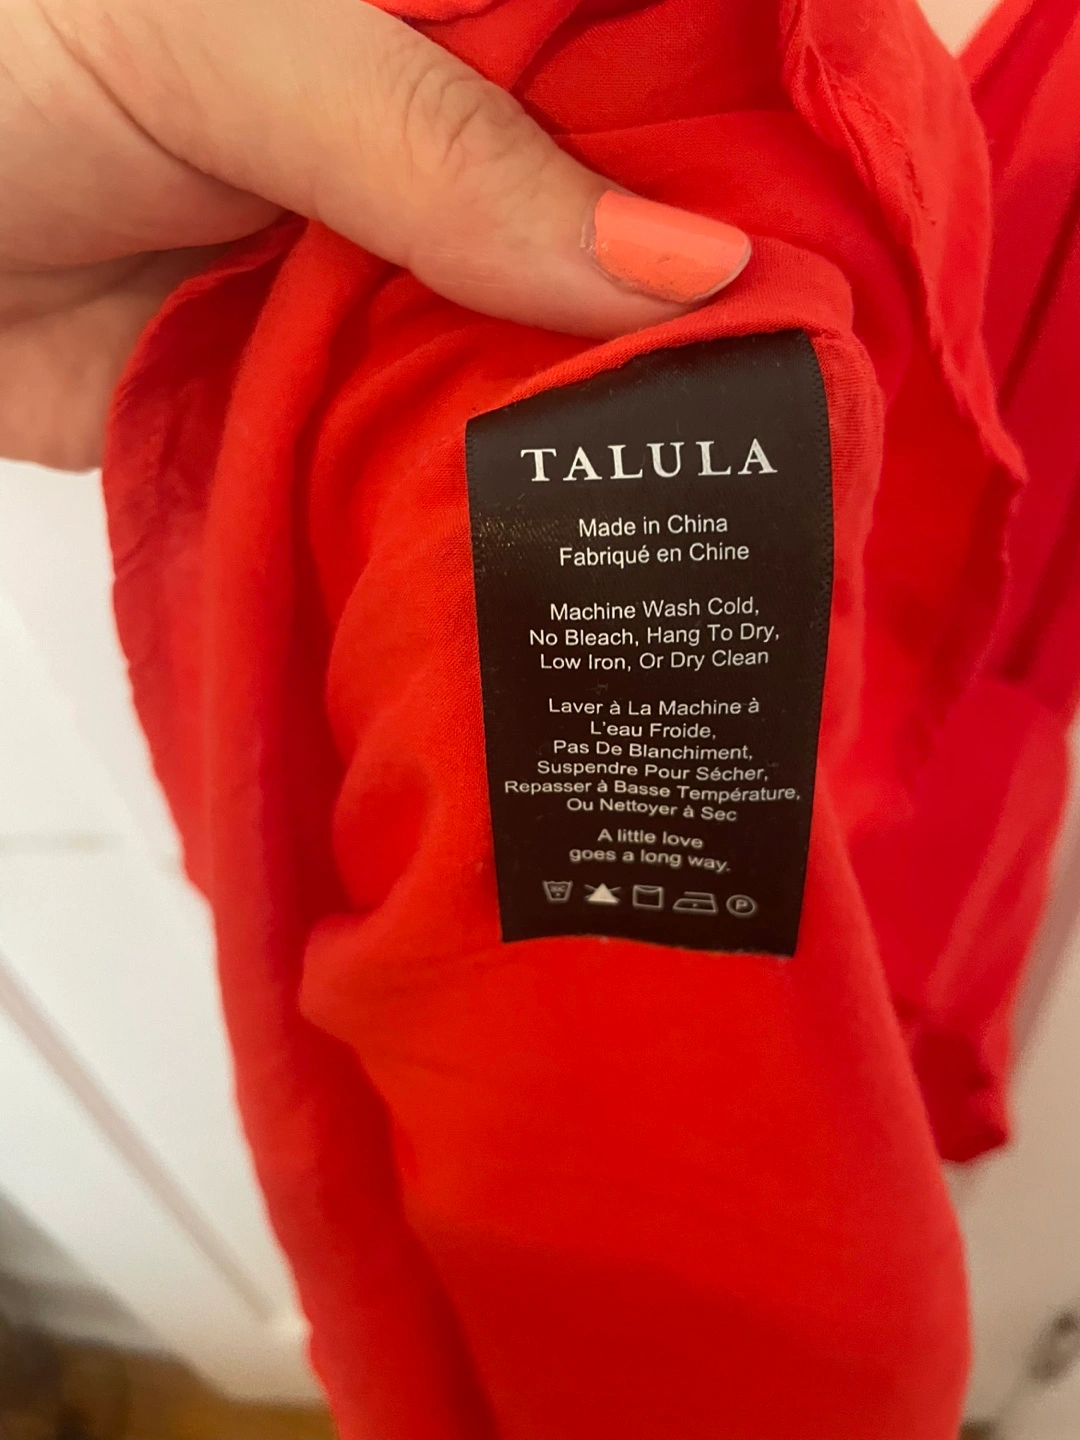 TALULA
Made in China
Fabriqué en Chine
Machine Wash Cold,
No Bleach, Hang To Dry,
Low Iron, Or Dry Clean
Laver à La Machine à
L'eau Froide,
Pas De Blanchiment,
Suspendre Pour Sécher,
Repasser à Basse Température,
Ou Nettoyer à Sec
A little love
goes a long way.
P